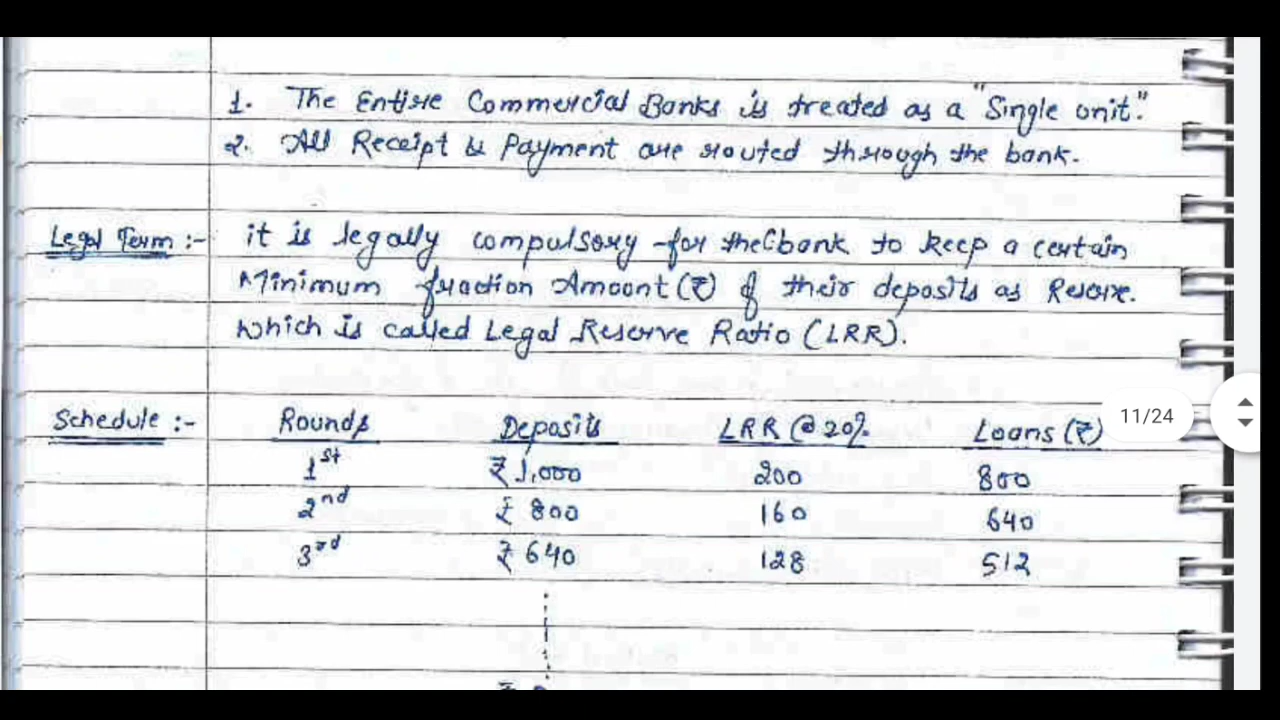 1. The Entire Commercial Banks is treated as a "Single unit".
2. All Receipt & Payment are routed through the bank.
Legal Term :- it is legally compulsory for the Cbank to keep a certain
Minimum fraction Amount (₹) of their deposits as Reserve.
which is called Legal Reserve Ratio (LRR).
Schedule :- Rounds Deposits LRR @ 20% Loans (₹)
11/24
1st ₹ 1,000 200 800
2nd ₹ 800 160 640
3rd ₹ 640 128 512